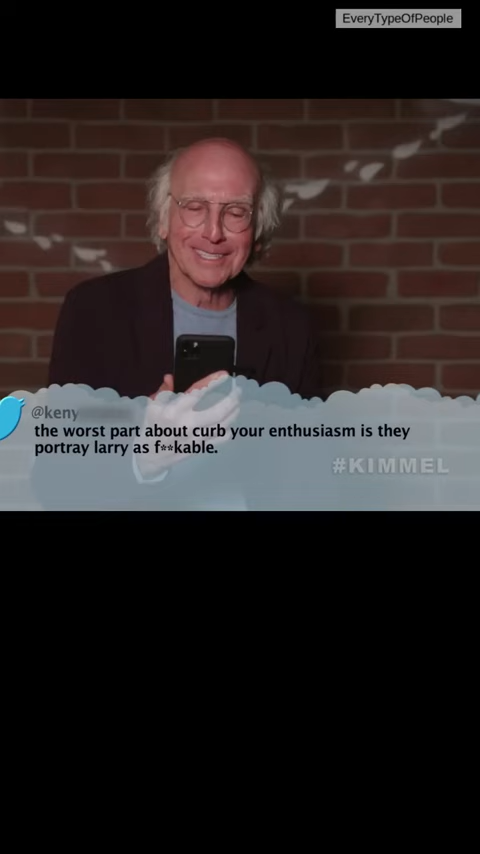 EveryTypeOfPeople
@keny
the worst part about curb your enthusiasm is they
portray larry as f**kable.
#KIMMEL